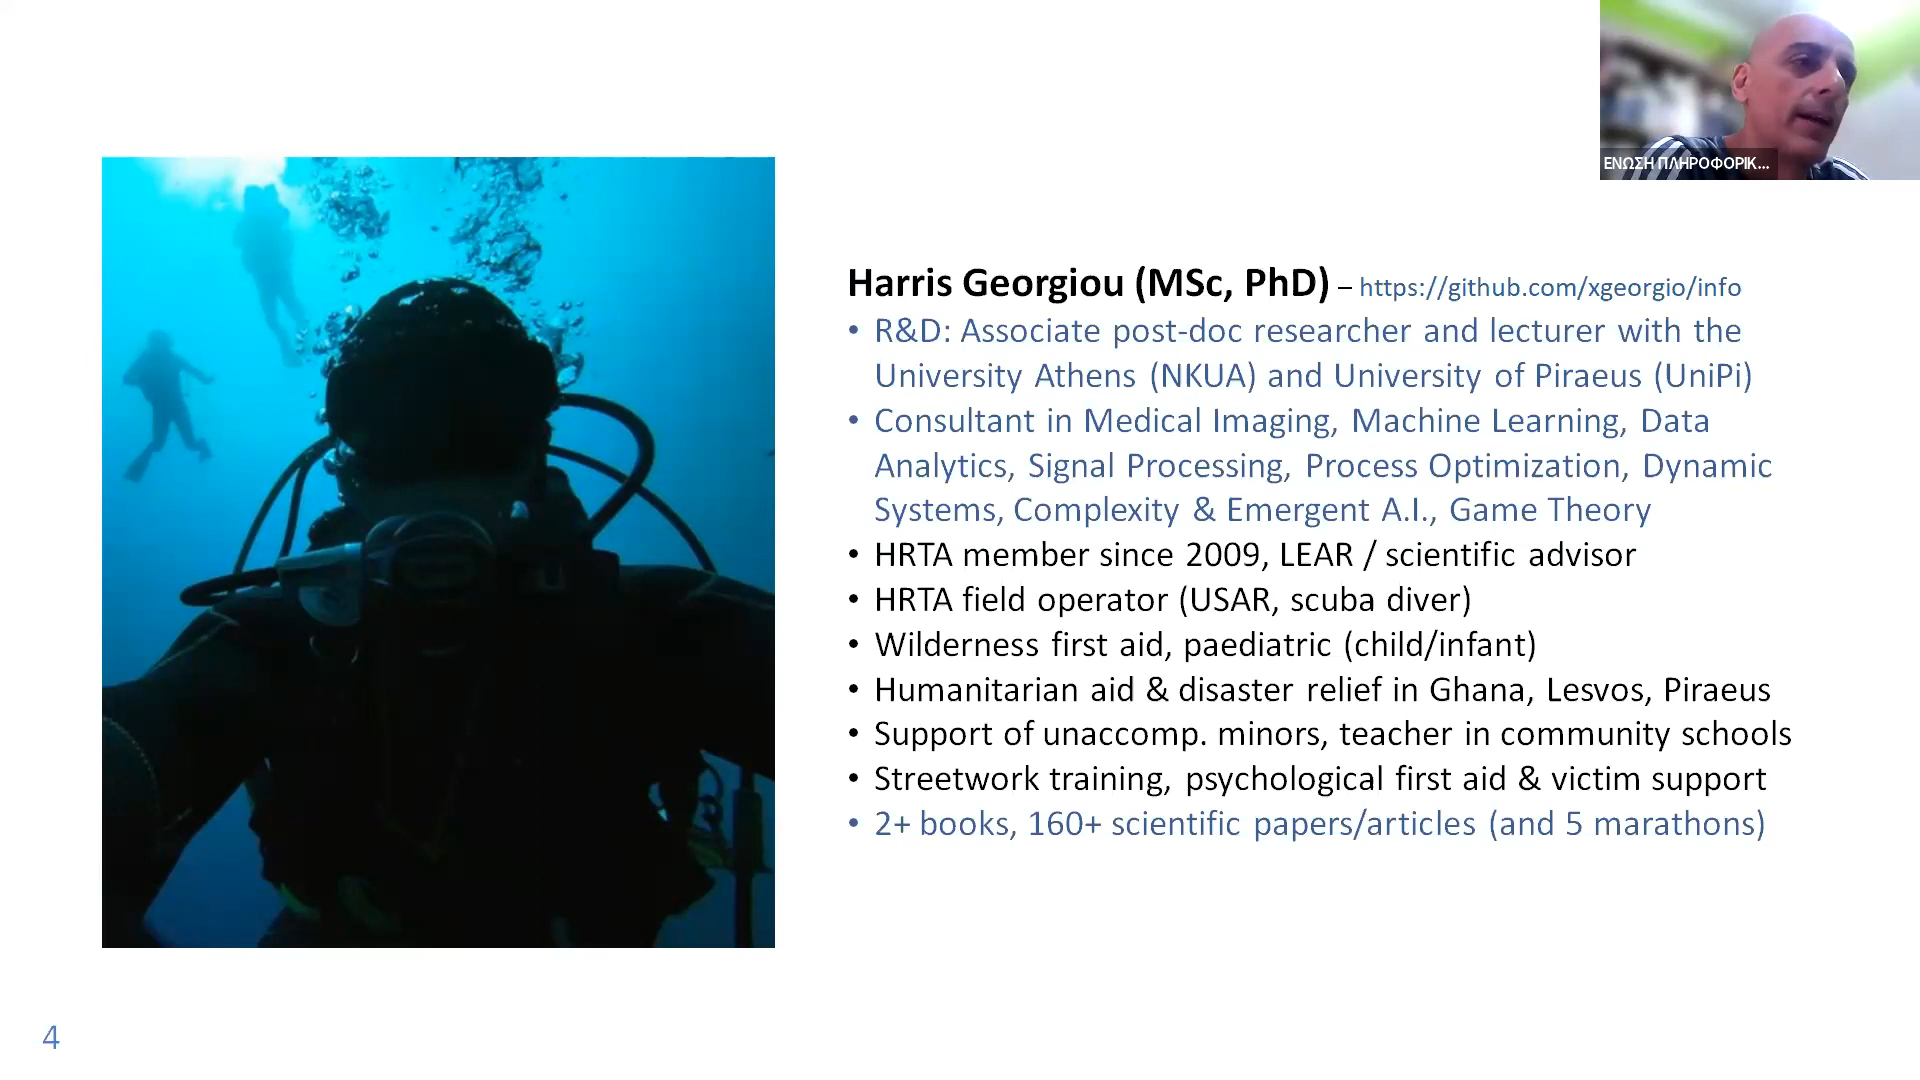 ΕΝΩΣΗ ΠΛΗΡΟΦΟΡΙΚ...
Harris Georgiou (MSc, PhD) – https://github.com/xgeorgio/info
• R&D: Associate post-doc researcher and lecturer with the
University Athens (NKUA) and University of Piraeus (UniPi)
• Consultant in Medical Imaging, Machine Learning, Data
Analytics, Signal Processing, Process Optimization, Dynamic
Systems, Complexity & Emergent A.I., Game Theory
• HRTA member since 2009, LEAR / scientific advisor
• HRTA field operator (USAR, scuba diver)
• Wilderness first aid, paediatric (child/infant)
• Humanitarian aid & disaster relief in Ghana, Lesvos, Piraeus
• Support of unaccomp. minors, teacher in community schools
• Streetwork training, psychological first aid & victim support
• 2+ books, 160+ scientific papers/articles (and 5 marathons)
4